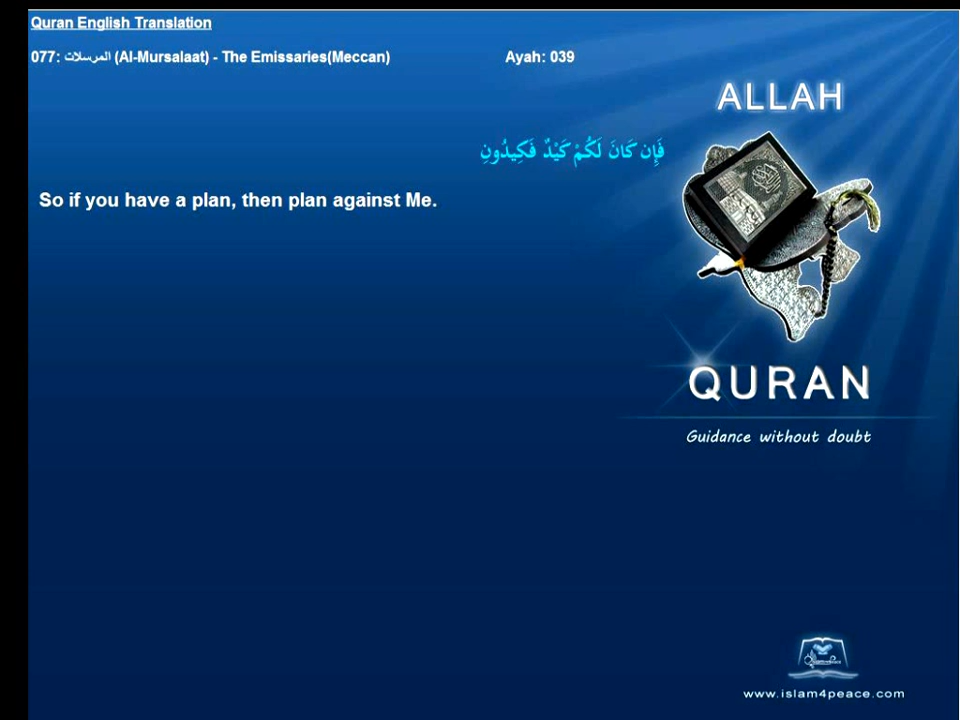 Quran English Translation
077: المرسلات (Al-Mursalaat) - The Emissaries(Meccan) Ayah: 039
ALLAH
فَإِن كَانَ لَكُمْ كَيْدٌ فَكِيدُونِ
So if you have a plan, then plan against Me.
QURAN
Guidance without doubt
www.islam4peace.com